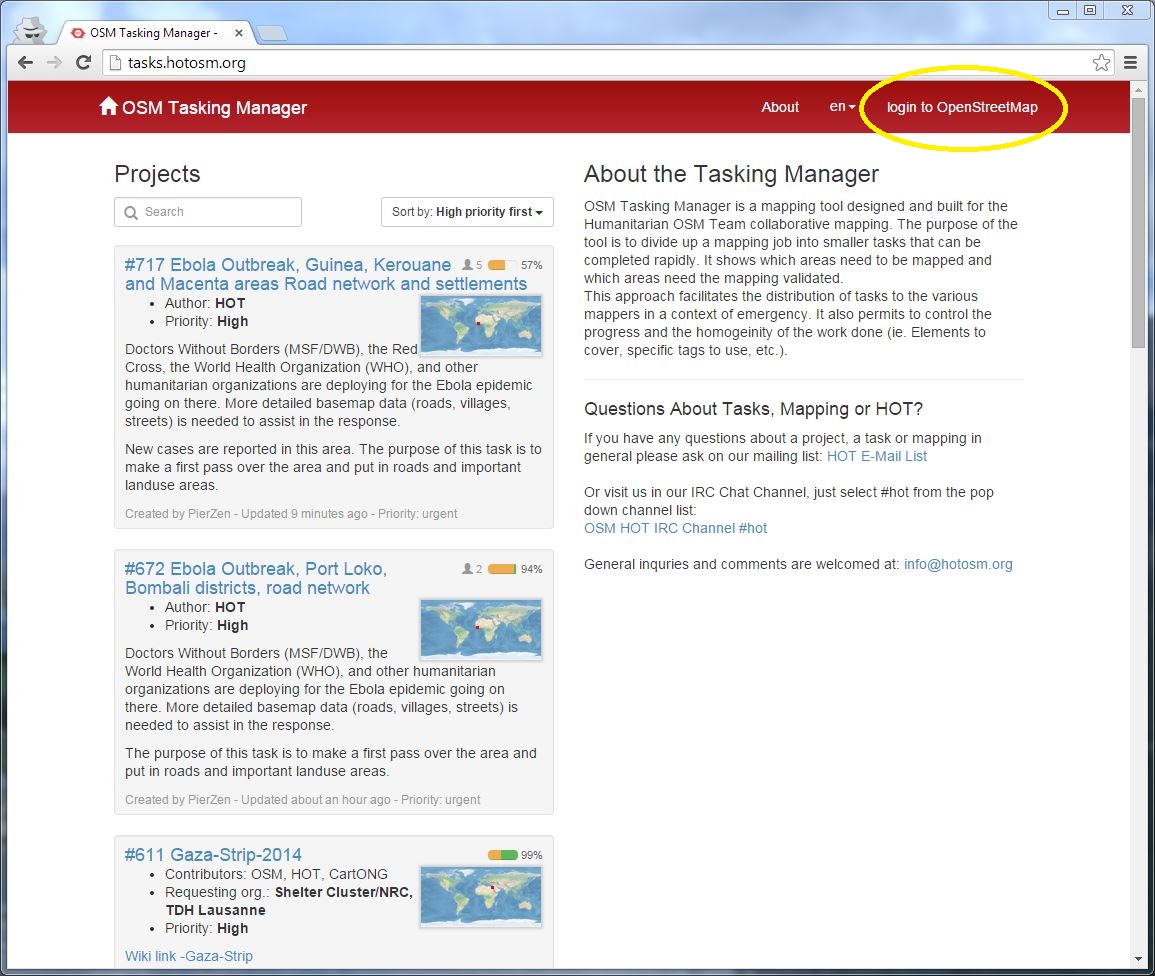 OSM Tasking Manager -
tasks.hotosm.org
OSM Tasking Manager
About
en
login to OpenStreetMap
Projects
Search
Sort by: High priority first
#717 Ebola Outbreak, Guinea, Kerouane
and Macenta areas Road network and settlements
5
57%
Author: HOT
Priority: High
Doctors Without Borders (MSF/DWB), the Red
Cross, the World Health Organization (WHO), and other
humanitarian organizations are deploying for the Ebola epidemic
going on there. More detailed basemap data (roads, villages,
streets) is needed to assist in the response.
New cases are reported in this area. The purpose of this task is to
make a first pass over the area and put in roads and important
landuse areas.
Created by PierZen - Updated 9 minutes ago - Priority: urgent
#672 Ebola Outbreak, Port Loko,
Bombali districts, road network
2
94%
Author: HOT
Priority: High
Doctors Without Borders (MSF/DWB), the
World Health Organization (WHO), and other humanitarian
organizations are deploying for the Ebola epidemic going on
there. More detailed basemap data (roads, villages, streets) is
needed to assist in the response.
The purpose of this task is to make a first pass over the area and
put in roads and important landuse areas.
Created by PierZen - Updated about an hour ago - Priority: urgent
#611 Gaza-Strip-2014
99%
Contributors: OSM, HOT, CartONG
Requesting org.: Shelter Cluster/NRC,
TDH Lausanne
Priority: High
Wiki link -Gaza-Strip
About the Tasking Manager
OSM Tasking Manager is a mapping tool designed and built for the
Humanitarian OSM Team collaborative mapping. The purpose of the
tool is to divide up a mapping job into smaller tasks that can be
completed rapidly. It shows which areas need to be mapped and
which areas need the mapping validated.
This approach facilitates the distribution of tasks to the various
mappers in a context of emergency. It also permits to control the
progress and the homogeinity of the work done (ie. Elements to
cover, specific tags to use, etc.).
Questions About Tasks, Mapping or HOT?
If you have any questions about a project, a task or mapping in
general please ask on our mailing list: HOT E-Mail List
Or visit us in our IRC Chat Channel, just select #hot from the pop
down channel list:
OSM HOT IRC Channel #hot
General inquries and comments are welcomed at: info@hotosm.org